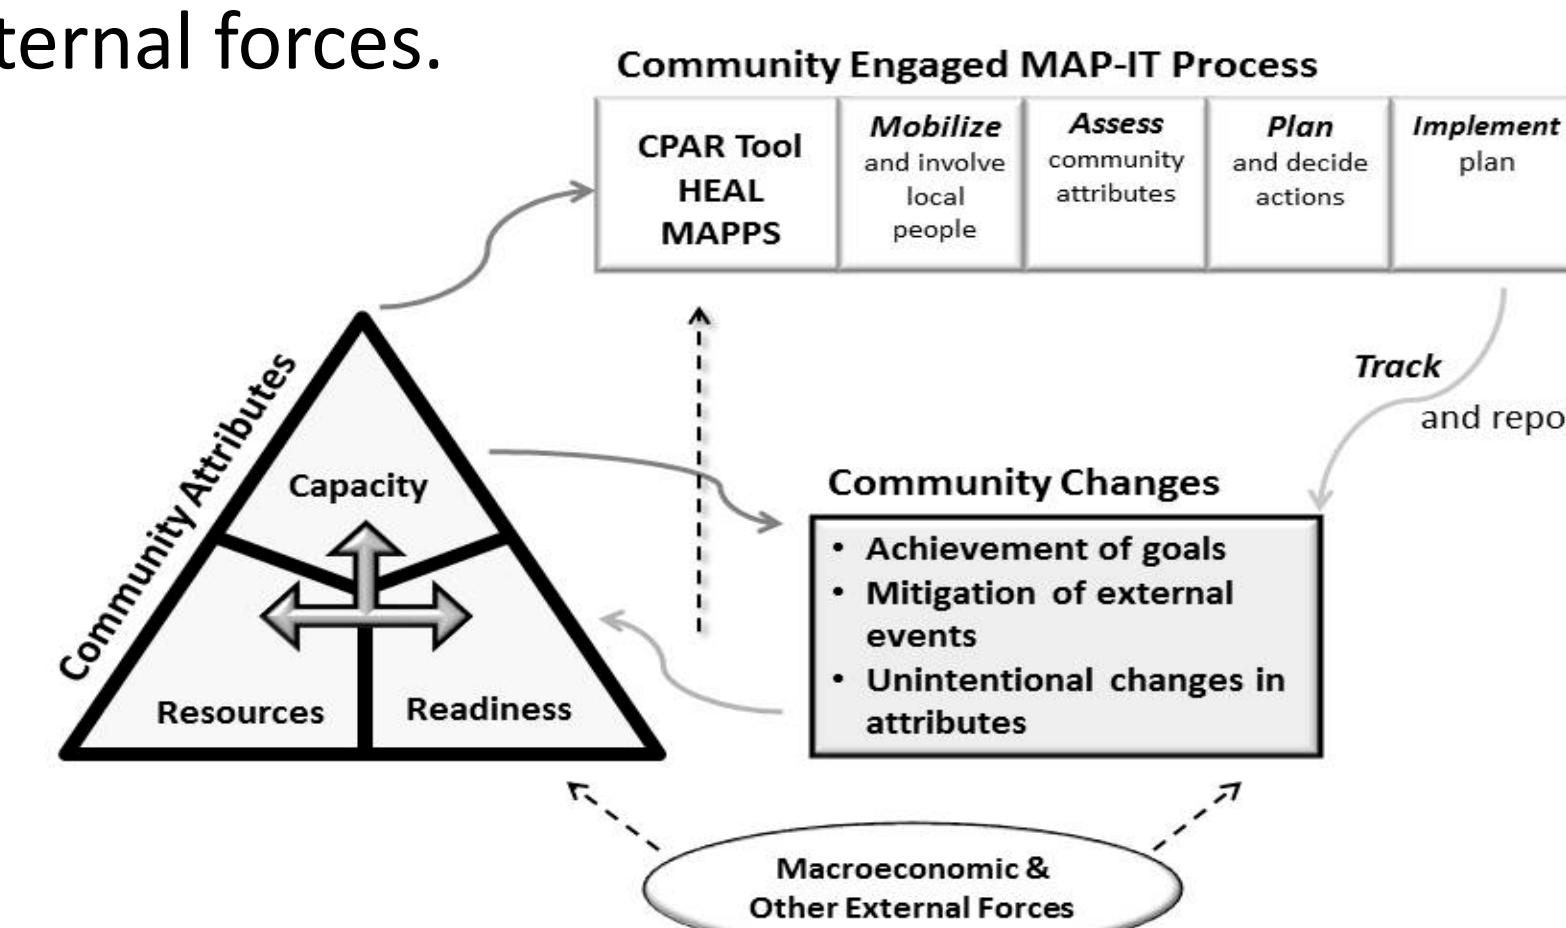 ternal forces.
Community Engaged MAP-IT Process
CPAR Tool
HEAL
MAPPS
Mobilize
and involve
local
people
Assess
community
attributes
Plan
and decide
actions
Implement
plan
Track
and repo
Community Attributes
Capacity
Resources
Readiness
Community Changes
• Achievement of goals
• Mitigation of external
events
• Unintentional changes in
attributes
Macroeconomic &
Other External Forces